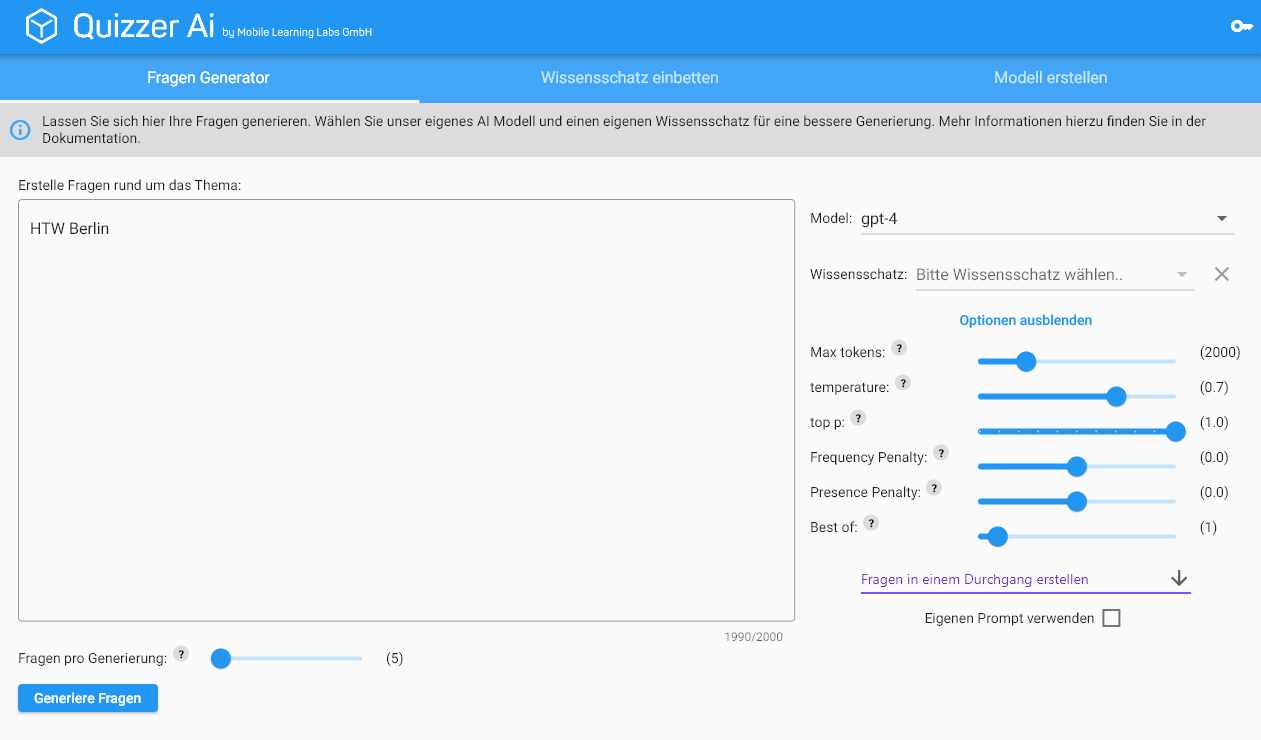 Quizzer Ai by Mobile Learning Labs GmbH
Fragen Generator Wissensschatz einbetten Modell erstellen
Lassen Sie sich hier Ihre Fragen generieren. Wählen Sie unser eigenes AI Modell und einen eigenen Wissensschatz für eine bessere Generierung. Mehr Informationen hierzu finden Sie in der
Dokumentation.
Erstelle Fragen rund um das Thema:
HTW Berlin
1990/2000
Fragen pro Generierung: ? (5)
Generiere Fragen
Model: gpt-4
Wissensschatz: Bitte Wissensschatz wählen..
Optionen ausblenden
Max tokens: ? (2000)
temperature: ? (0.7)
top p: ? (1.0)
Frequency Penalty: ? (0.0)
Presence Penalty: ? (0.0)
Best of: ? (1)
Fragen in einem Durchgang erstellen
Eigenen Prompt verwenden